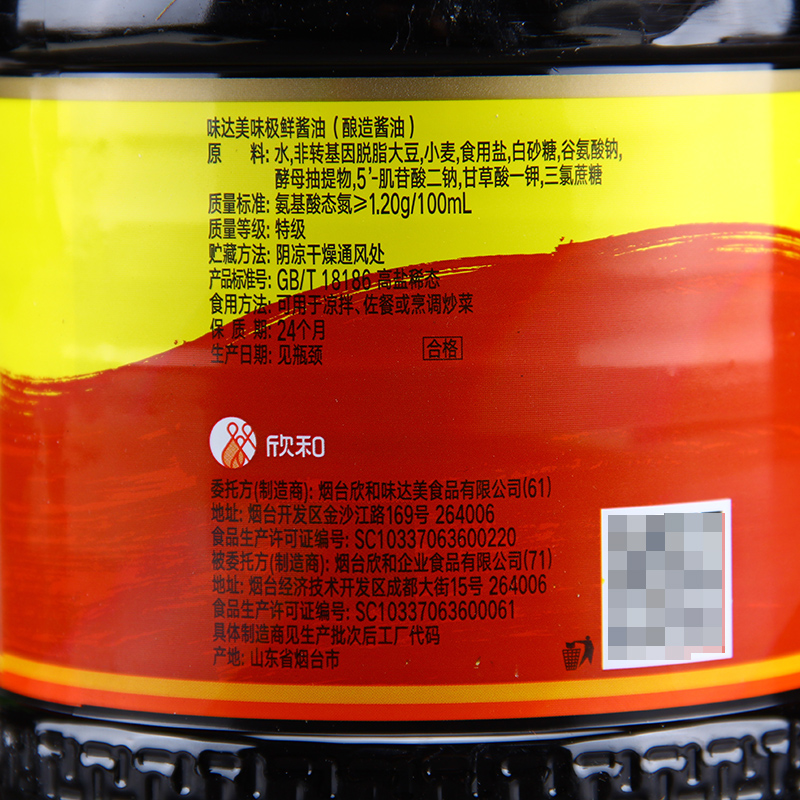 味达美味极鲜酱油（酿造酱油）
原 料: 水,非转基因脱脂大豆,小麦,食用盐,白砂糖,谷氨酸钠,
酵母抽提物,5'-肌苷酸二钠,甘草酸一钾,三氯蔗糖
质量标准: 氨基酸态氮≥1.20g/100mL
质量等级: 特级
贮藏方法: 阴凉干燥通风处
产品标准号: GB/T 18186 高盐稀态
食用方法: 可用于凉拌、佐餐或烹调炒菜
保 质 期: 24个月
生产日期: 见瓶颈 合格
欣和
委托方(制造商): 烟台欣和味达美食品有限公司(61)
地址: 烟台开发区金沙江路169号 264006
食品生产许可证编号: SC10337063600220
被委托方(制造商): 烟台欣和企业食品有限公司(71)
地址: 烟台经济技术开发区成都大街15号 264006
食品生产许可证编号: SC10337063600061
具体制造商见生产批次后工厂代码
产地: 山东省烟台市